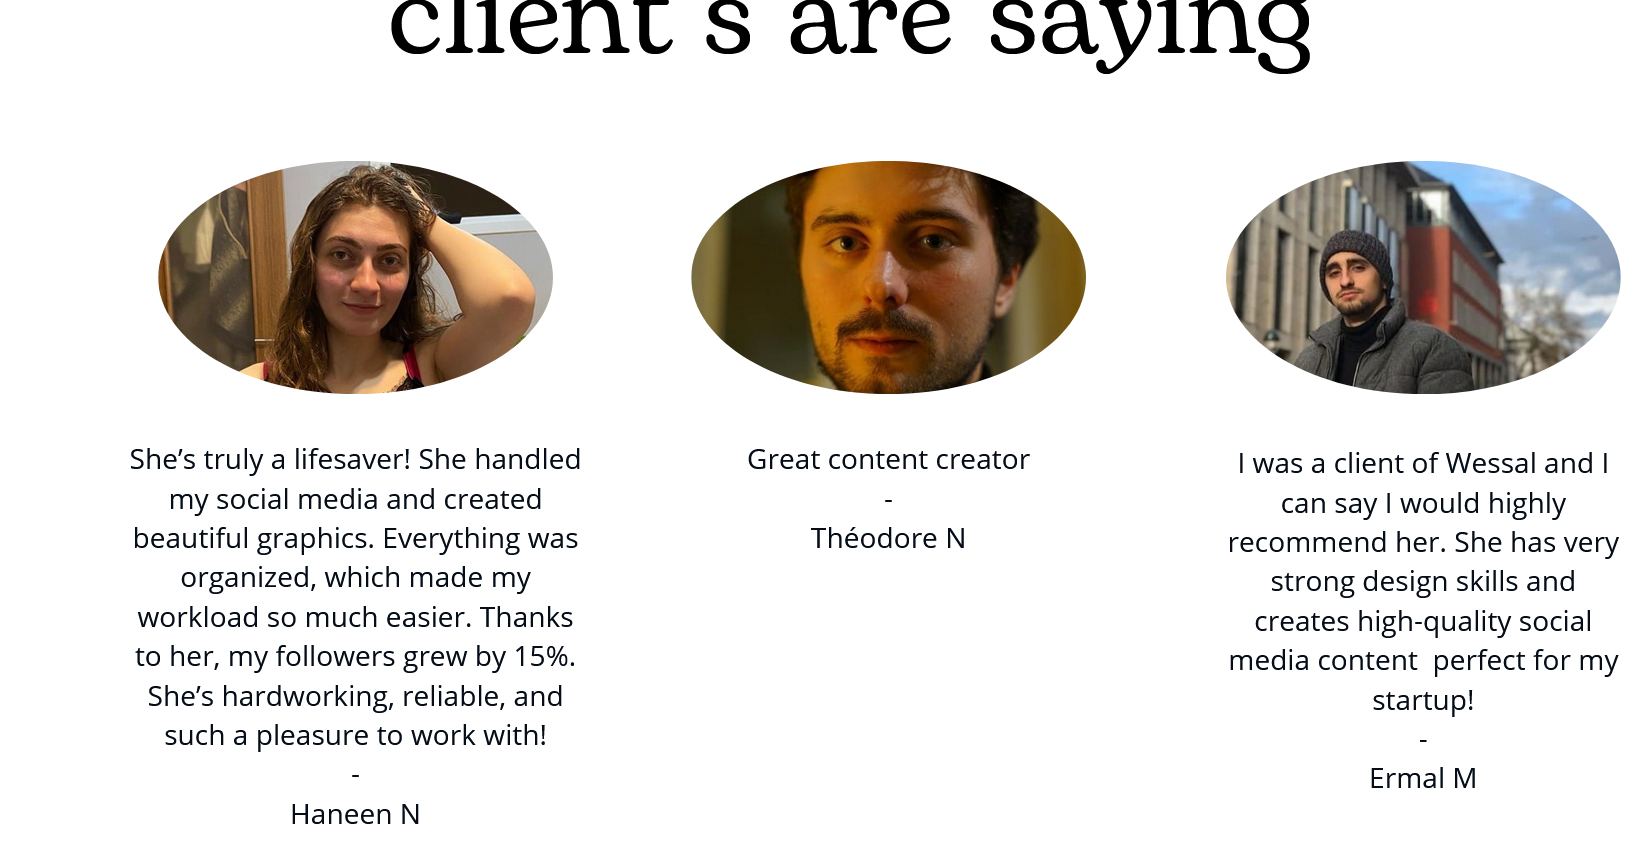 client's are saying
She's truly a lifesaver! She handled
my social media and created
beautiful graphics. Everything was
organized, which made my
workload so much easier. Thanks
to her, my followers grew by 15%.
She's hardworking, reliable, and
such a pleasure to work with!
-
Haneen N
Great content creator
-
Théodore N
I was a client of Wessal and I
can say I would highly
recommend her. She has very
strong design skills and
creates high-quality social
media content  perfect for my
startup!
-
Ermal M